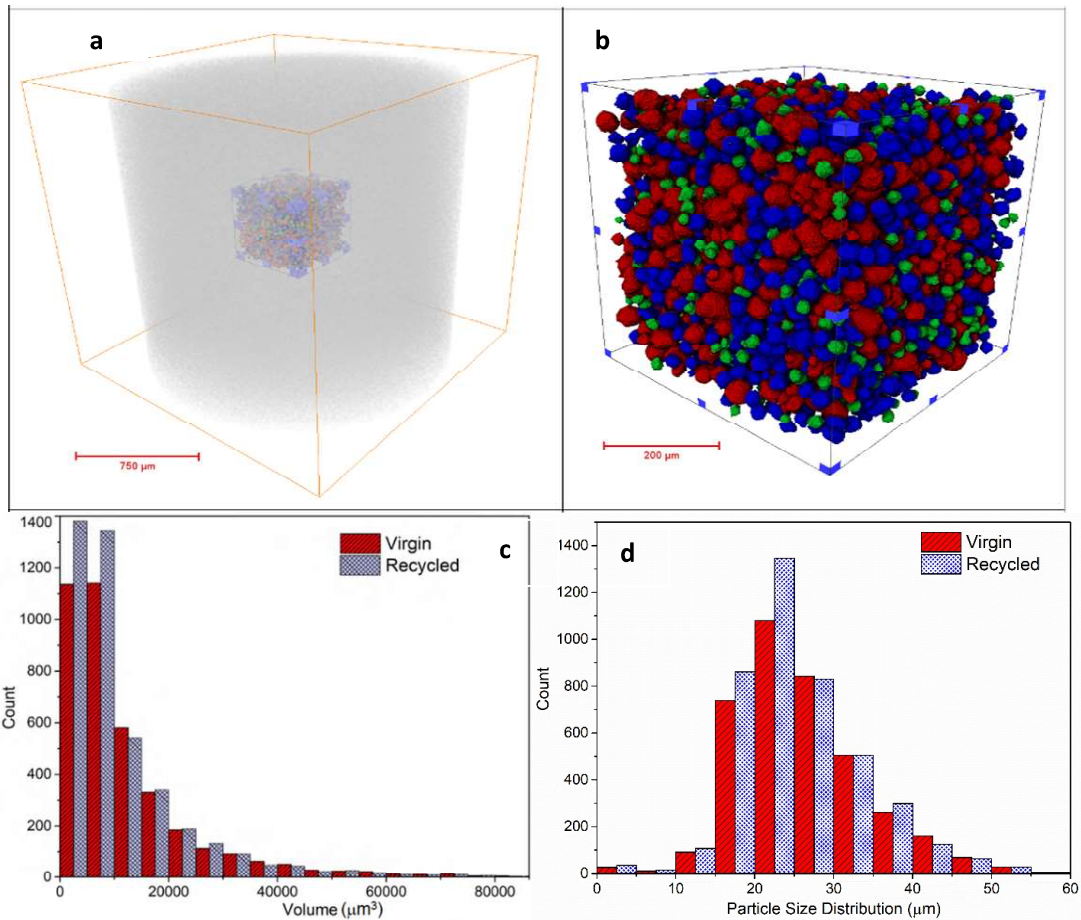 a
b
750 µm
200 µm
c
Virgin
Recycled
1400
1200
1000
800
600
400
200
0
Count
0
20000
40000
60000
80000
Volume (µm³)
d
Virgin
Recycled
1400
1200
1000
800
600
400
200
0
Count
0
10
20
30
40
50
60
Particle Size Distribution (µm)